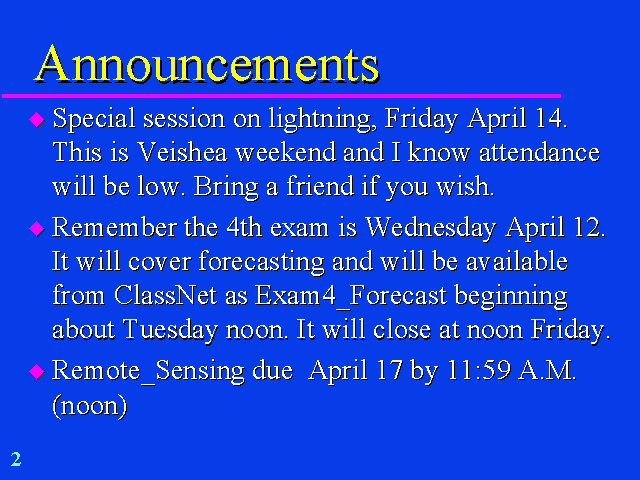 Announcements
Special session on lightning, Friday April 14.
This is Veishea weekend and I know attendance
will be low. Bring a friend if you wish.
Remember the 4th exam is Wednesday April 12.
It will cover forecasting and will be available
from ClassNet as Exam4_Forecast beginning
about Tuesday noon. It will close at noon Friday.
Remote_Sensing due  April 17 by 11:59 A.M.
(noon)
2